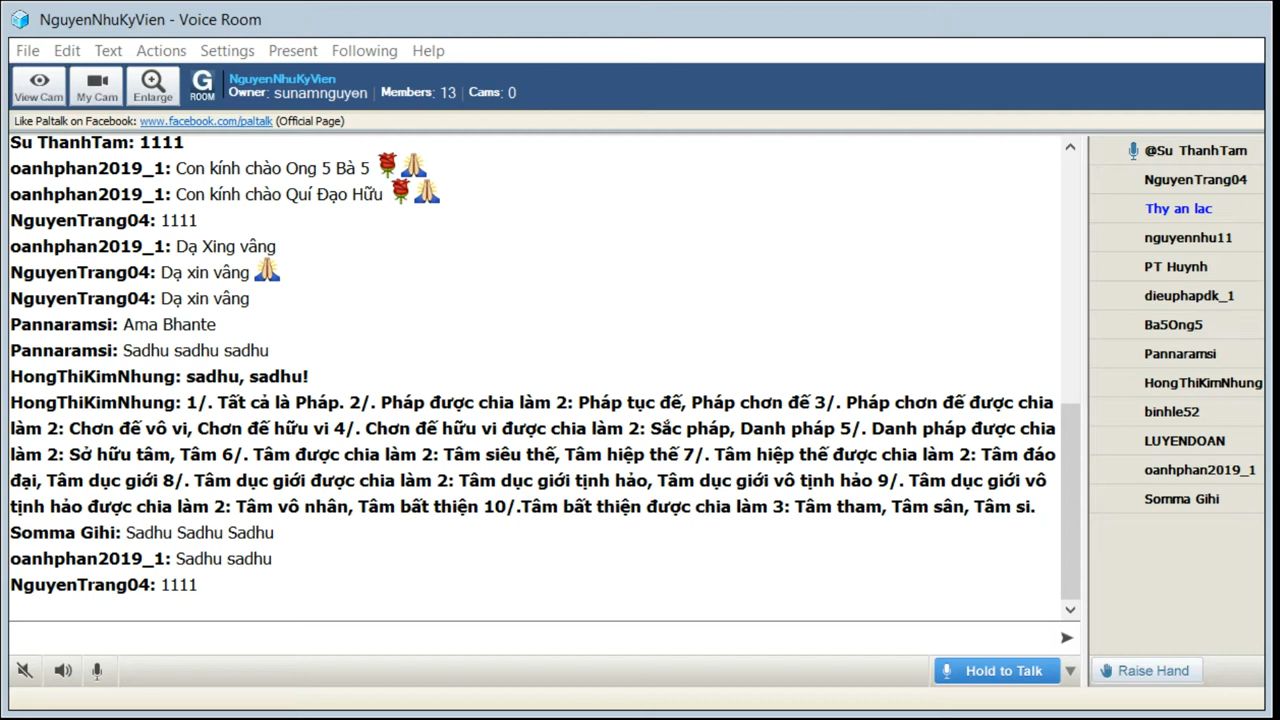 NguyenNhuKyVien - Voice Room
File Edit Text Actions Settings Present Following Help
View Cam My Cam Enlarge G ROOM
NguyenNhuKyVien
Owner: sunamnguyen | Members: 13 | Cams: 0
Like Paltalk on Facebook: www.facebook.com/paltalk (Official Page)
Su ThanhTam: 1111
oanhphan2019_1: Con kính chào Ong 5 Bà 5
oanhphan2019_1: Con kính chào Quí Đạo Hữu
NguyenTrang04: 1111
oanhphan2019_1: Dạ Xing vâng
NguyenTrang04: Dạ xin vâng
NguyenTrang04: Dạ xin vâng
Pannaramsi: Ama Bhante
Pannaramsi: Sadhu sadhu sadhu
HongThiKimNhung: sadhu, sadhu!
HongThiKimNhung: 1/. Tất cả là Pháp. 2/. Pháp được chia làm 2: Pháp tục đế, Pháp chơn đế 3/. Pháp chơn đế được chia
làm 2: Chơn đế vô vi, Chơn đế hữu vi 4/. Chơn đế hữu vi được chia làm 2: Sắc pháp, Danh pháp 5/. Danh pháp được chia
làm 2: Sở hữu tâm, Tâm 6/. Tâm được chia làm 2: Tâm siêu thế, Tâm hiệp thế 7/. Tâm hiệp thế được chia làm 2: Tâm đáo
đại, Tâm dục giới 8/. Tâm dục giới được chia làm 2: Tâm dục giới tịnh hảo, Tâm dục giới vô tịnh hảo 9/. Tâm dục giới vô
tịnh hảo được chia làm 2: Tâm vô nhân, Tâm bất thiện 10/.Tâm bất thiện được chia làm 3: Tâm tham, Tâm sân, Tâm si.
Somma Gihi: Sadhu Sadhu Sadhu
oanhphan2019_1: Sadhu sadhu
NguyenTrang04: 1111
@Su ThanhTam
NguyenTrang04
Thy an lac
nguyennhu11
PT Huynh
dieuphapdk_1
Ba5Ong5
Pannaramsi
HongThiKimNhung
binhle52
LUYENDOAN
oanhphan2019_1
Somma Gihi
Hold to Talk
Raise Hand